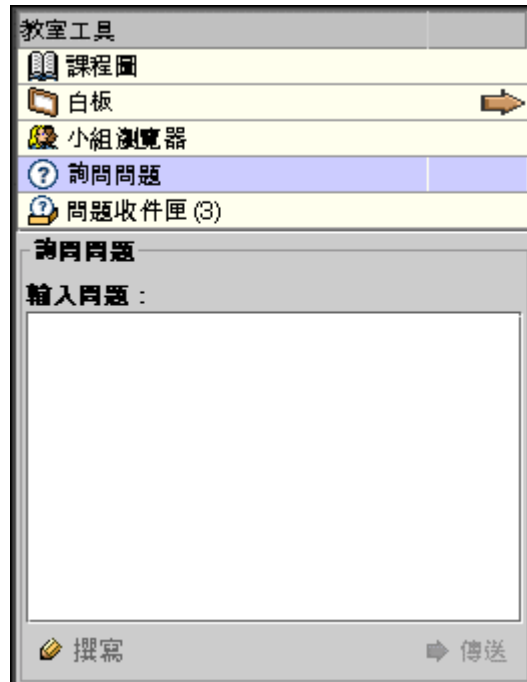 教室工具
課程圖
白板
小組瀏覽器
詢問問題
問題收件匣 (3)
詢問問題
輸入問題：
撰寫
傳送